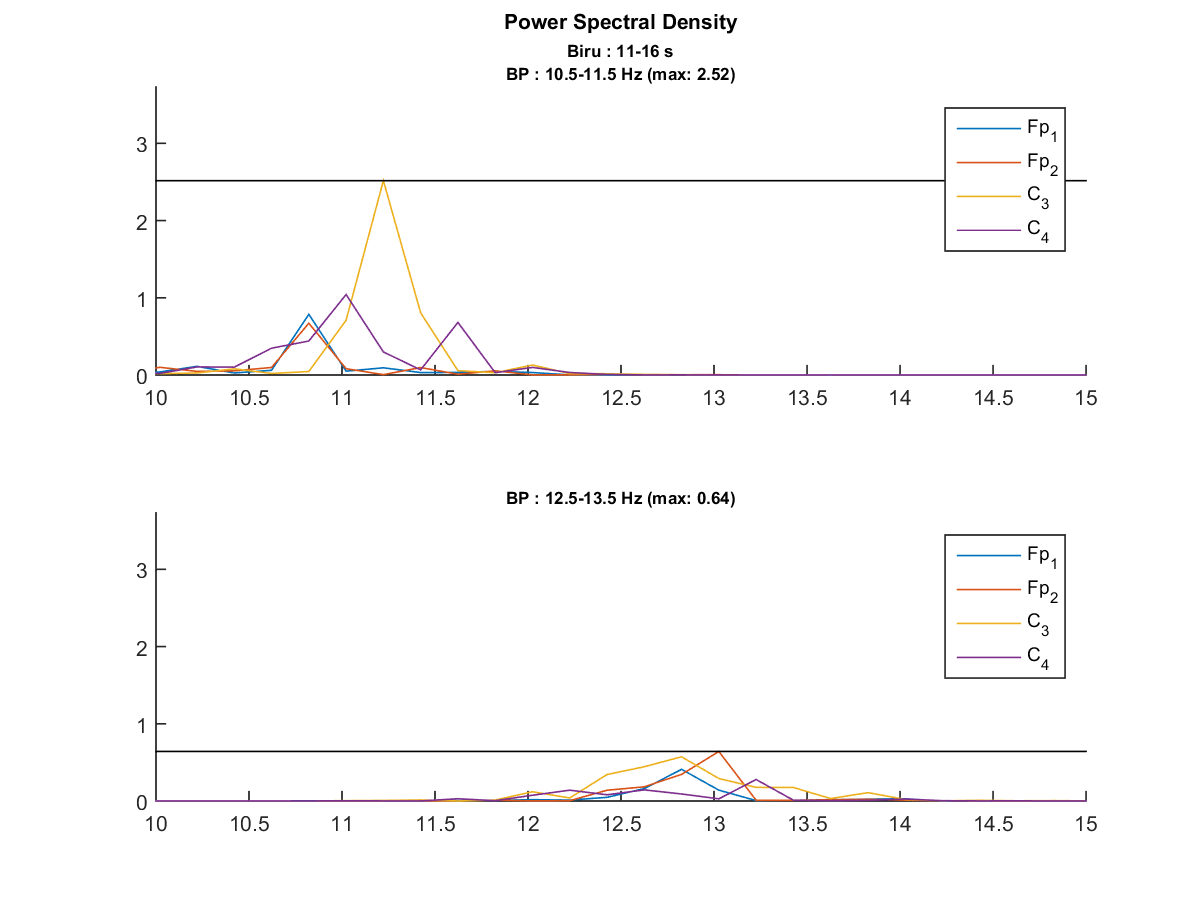 Power Spectral Density
Biru : 11-16 s
BP : 10.5-11.5 Hz (max: 2.52)
3
2
1
0
10 10.5 11 11.5 12 12.5 13 13.5 14 14.5 15
Fp1
Fp2
C3
C4
BP : 12.5-13.5 Hz (max: 0.64)
3
2
1
0
10 10.5 11 11.5 12 12.5 13 13.5 14 14.5 15
Fp1
Fp2
C3
C4